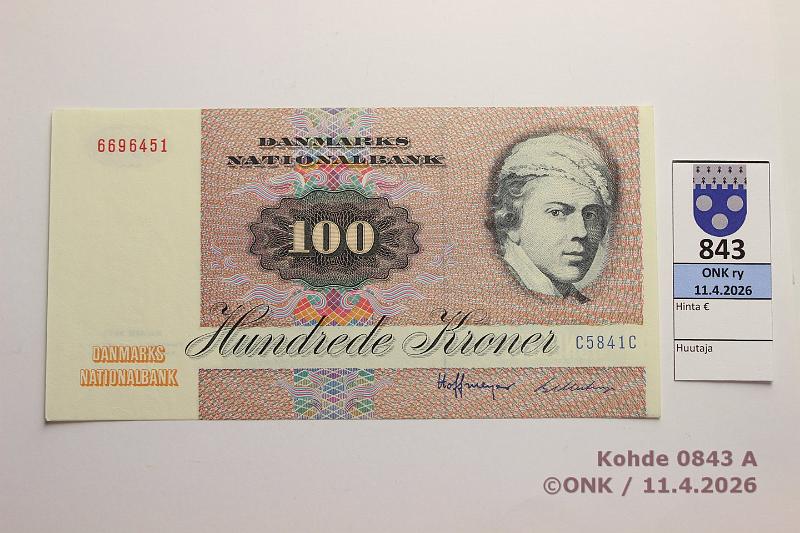 6696451
DANMARKS
NATIONALBANK
100
Hundrede Kroner
C5841C
DANMARKS
NATIONALBANK
Hoffmeyer
843
ONK ry
11.4.2026
Hinta €
Huutaja
Kohde 0843 A
©ONK / 11.4.2026